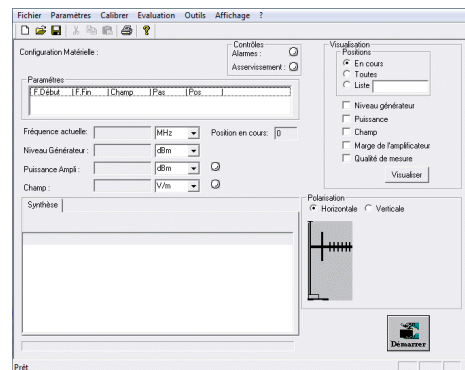 Fichier Paramètres Calibrer Evaluation Outils Affichage ?
Configuration Matérielle :
Contrôles
Alarmes :
Asservissement :
Visualisation
Positions
En cours
Toutes
Liste
Niveau générateur
Puissance
Champ
Marge de l'amplificateur
Qualité de mesure
Visualiser
Paramètres
F.Début F.Fin Champ Pas Pos
Fréquence actuelle: MHz Position en cours: 0
Niveau Générateur : dBm
Puissance Ampli : dBm
Champ : V/m
Synthèse
Polarisation
Horizontale Verticale
Démarrer
Prêt